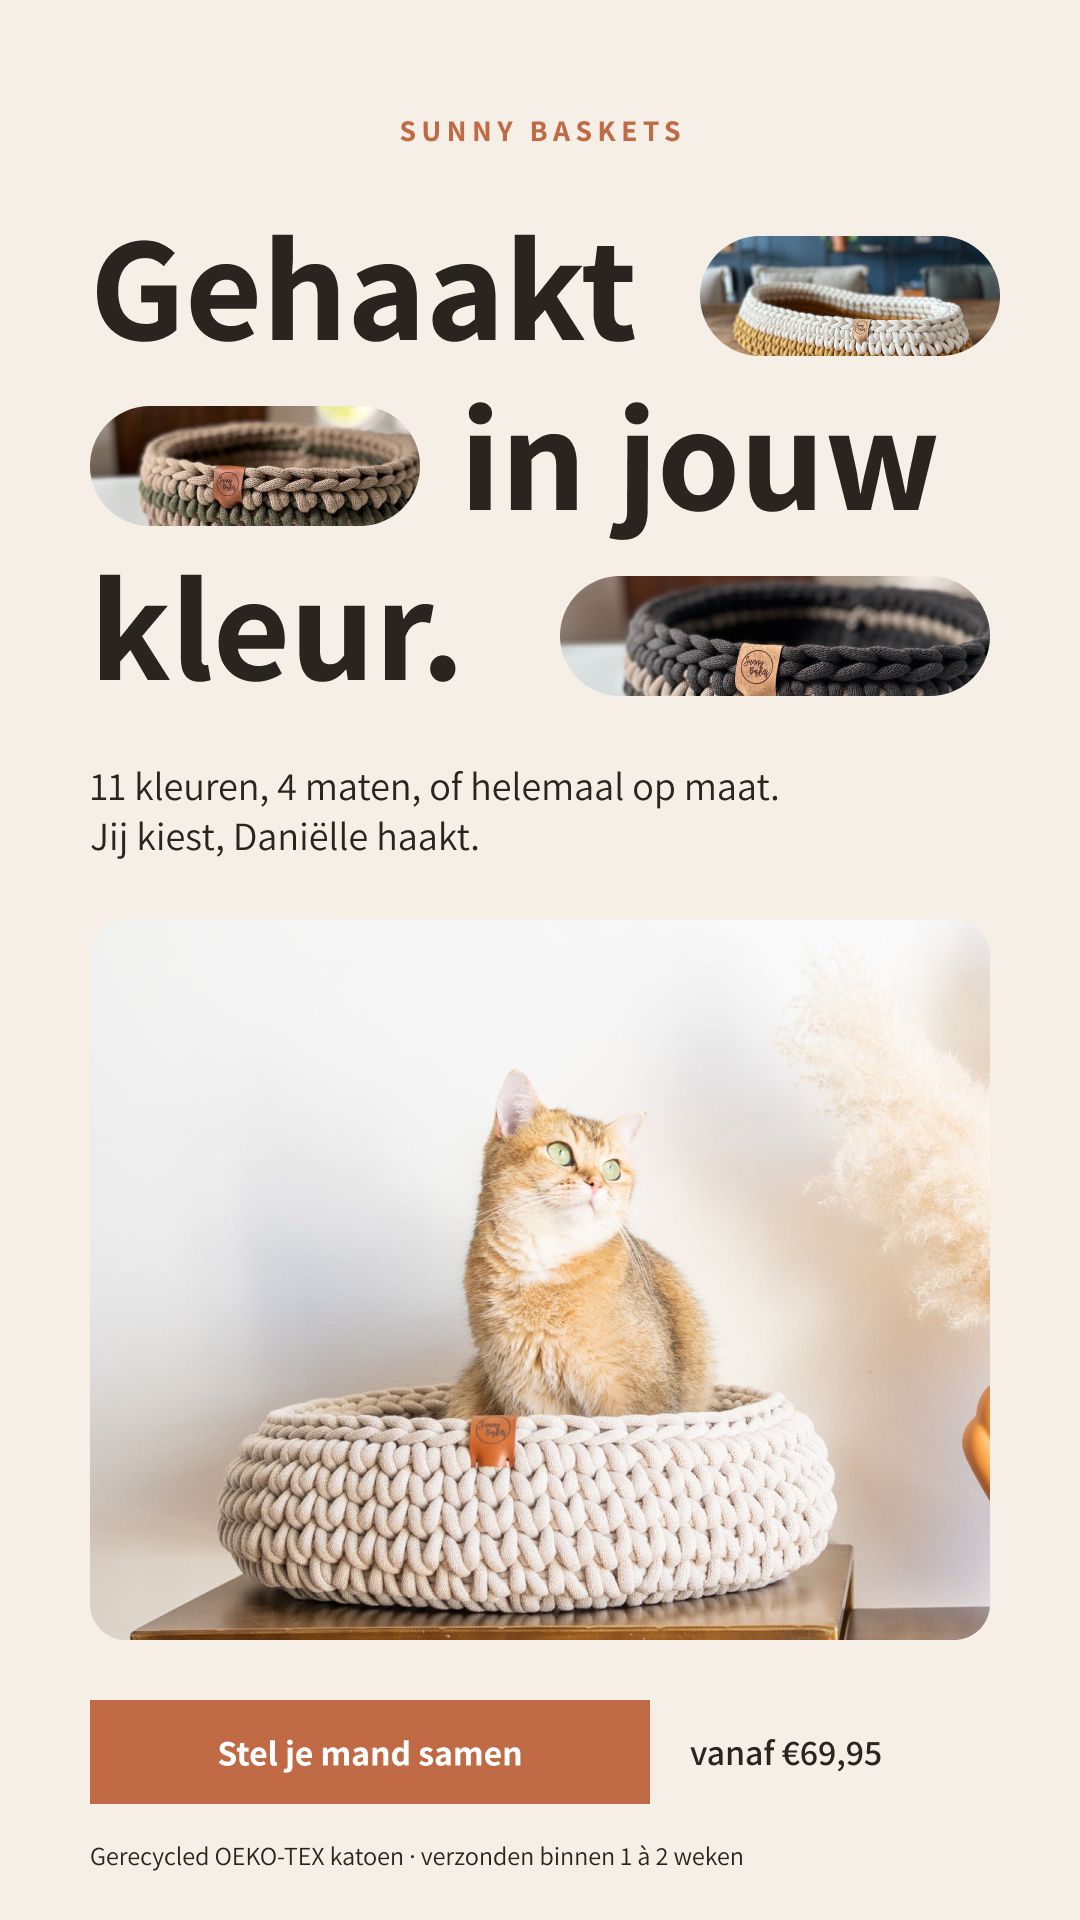 SUNNY BASKETS
Gehaakt
in jouw
kleur.
11 kleuren, 4 maten, of helemaal op maat.
Jij kiest, Daniëlle haakt.
Stel je mand samen
vanaf €69,95
Gerecycled OEKO-TEX katoen · verzonden binnen 1 à 2 weken